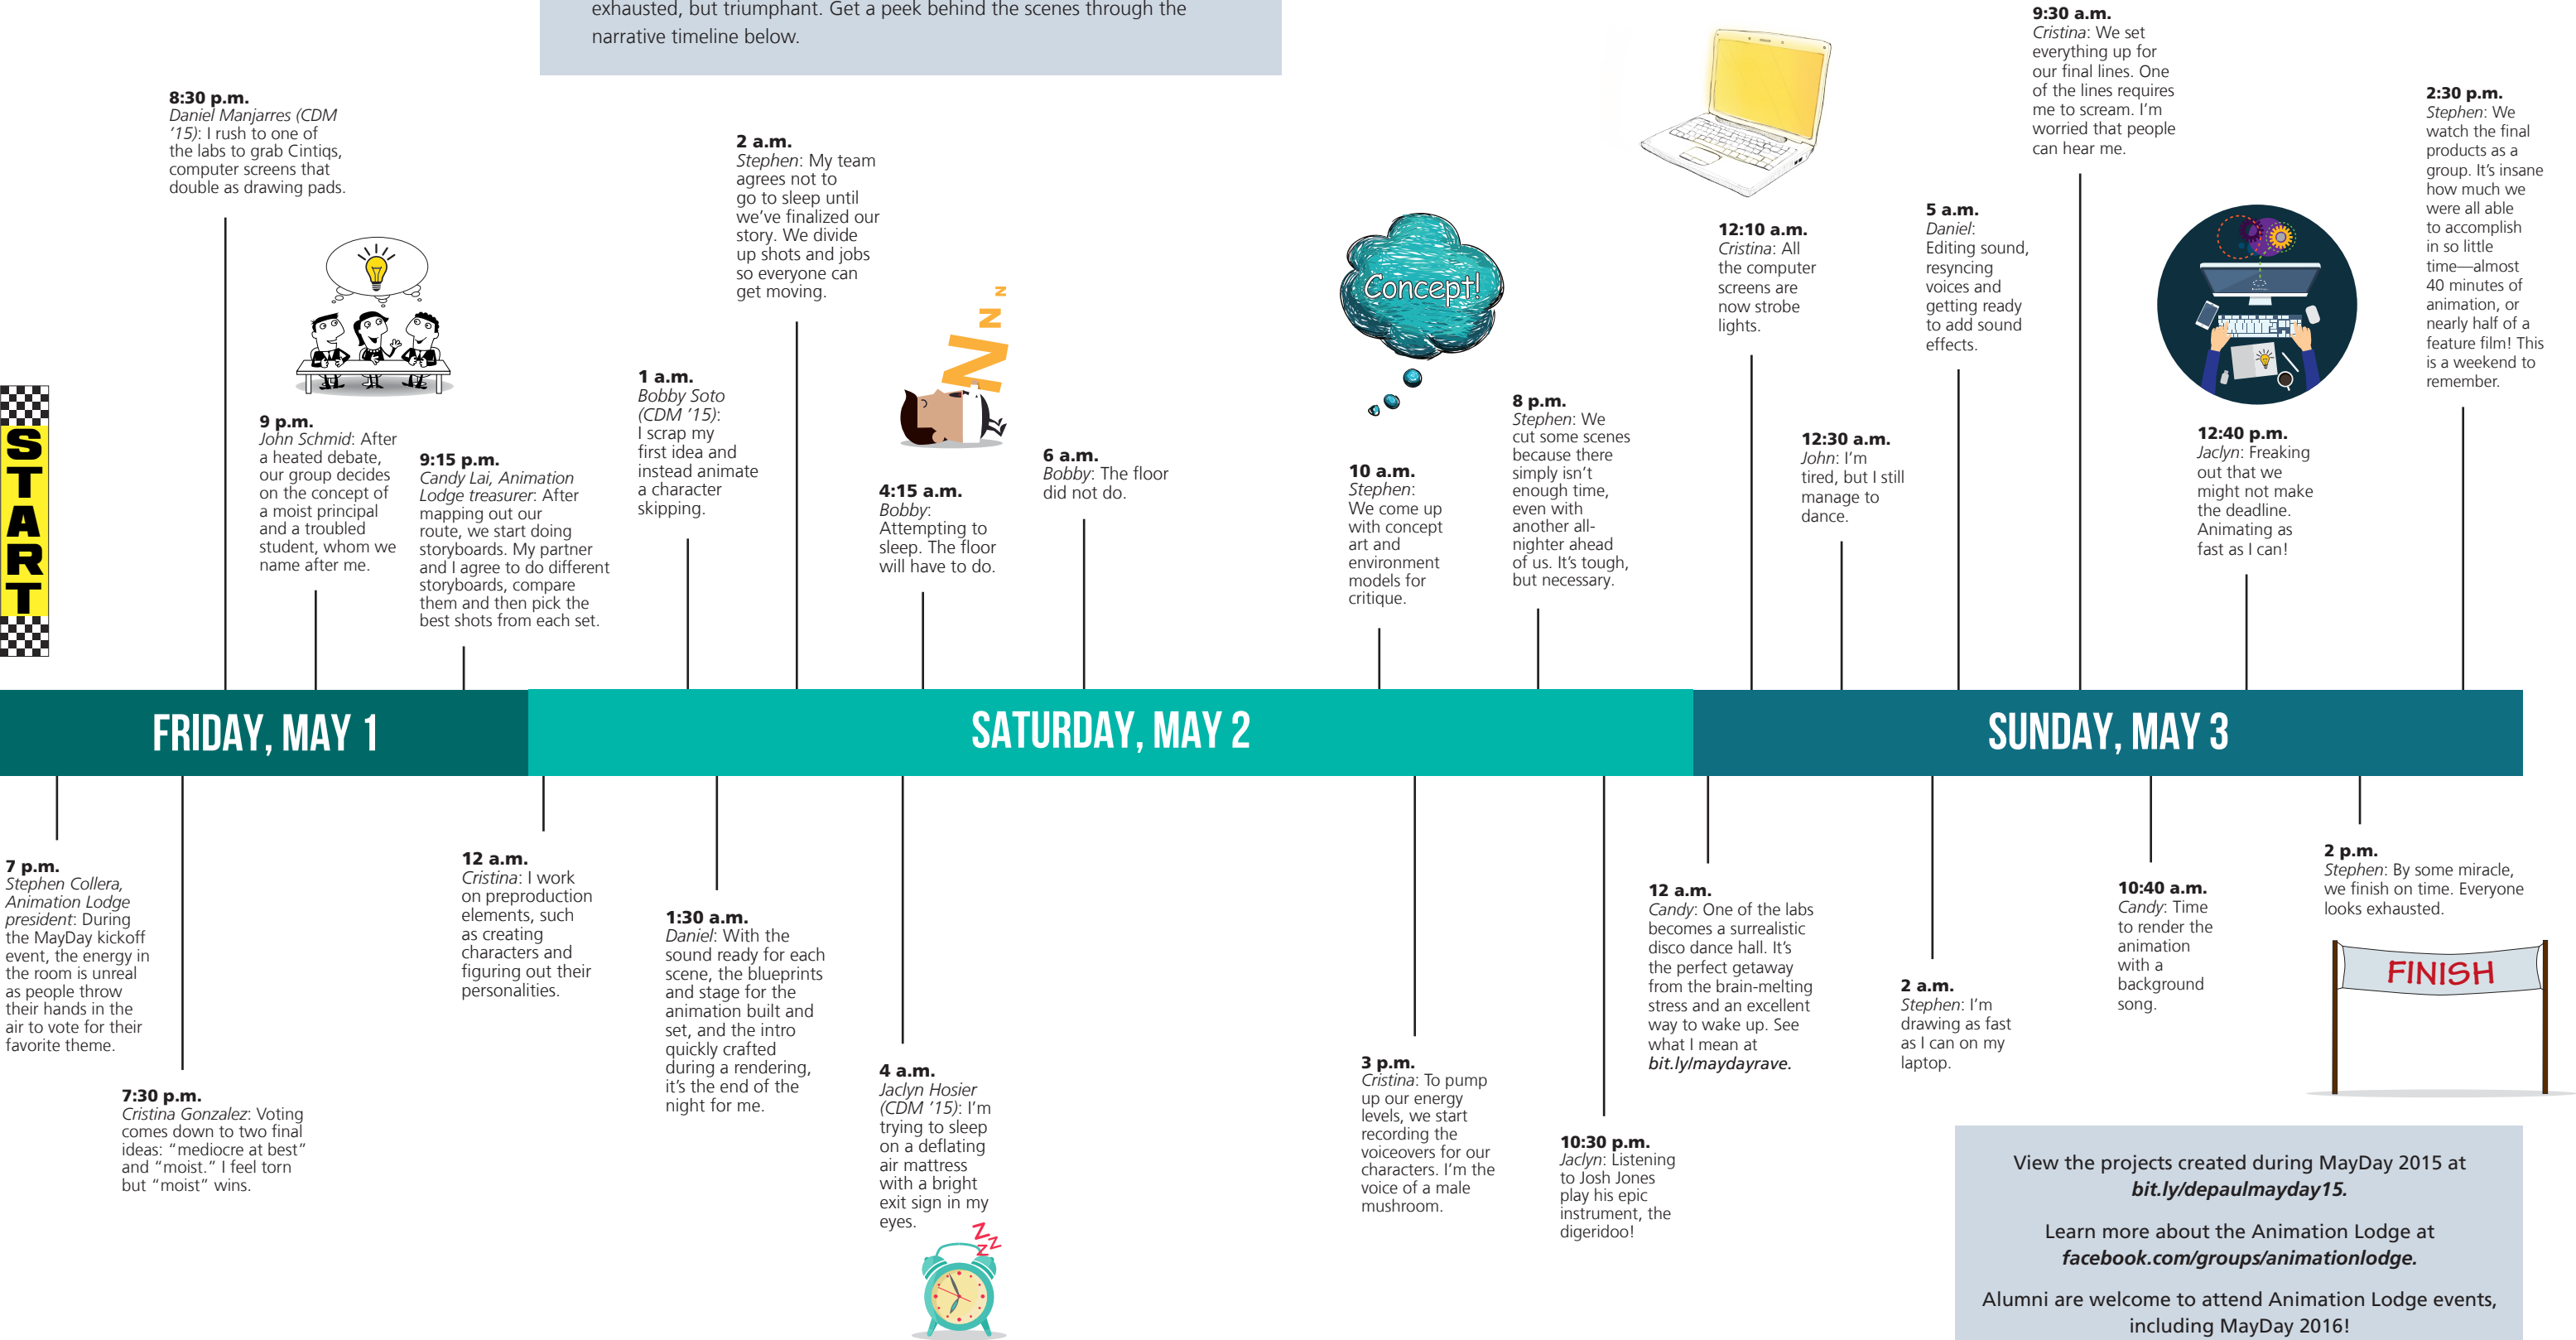 exhausted, but triumphant. Get a peek behind the scenes through the
narrative timeline below.
START
8:30 p.m.
Daniel Manjarres (CDM
’15): I rush to one of
the labs to grab Cintiqs,
computer screens that
double as drawing pads.
9 p.m.
John Schmid: After
a heated debate,
our group decides
on the concept of
a moist principal
and a troubled
student, whom we
name after me.
9:15 p.m.
Candy Lai, Animation
Lodge treasurer: After
mapping out our
route, we start doing
storyboards. My partner
and I agree to do different
storyboards, compare
them and then pick the
best shots from each set.
1 a.m.
Bobby Soto
(CDM ’15):
I scrap my
first idea and
instead animate
a character
skipping.
2 a.m.
Stephen: My team
agrees not to
go to sleep until
we’ve finalized our
story. We divide
up shots and jobs
so everyone can
get moving.
N
N
N
4:15 a.m.
Bobby:
Attempting to
sleep. The floor
will have to do.
6 a.m.
Bobby: The floor
did not do.
Concept!
10 a.m.
Stephen:
We come up
with concept
art and
environment
models for
critique.
8 p.m.
Stephen: We
cut some scenes
because there
simply isn’t
enough time,
even with
another all-
nighter ahead
of us. It’s tough,
but necessary.
12:10 a.m.
Cristina: All
the computer
screens are
now strobe
lights.
12:30 a.m.
John: I’m
tired, but I still
manage to
dance.
5 a.m.
Daniel:
Editing sound,
resyncing
voices and
getting ready
to add sound
effects.
9:30 a.m.
Cristina: We set
everything up for
our final lines. One
of the lines requires
me to scream. I’m
worried that people
can hear me.
12:40 p.m.
Jaclyn: Freaking
out that we
might not make
the deadline.
Animating as
fast as I can!
2:30 p.m.
Stephen: We
watch the final
products as a
group. It’s insane
how much we
were all able
to accomplish
in so little
time—almost
40 minutes of
animation, or
nearly half of a
feature film! This
is a weekend to
remember.
FRIDAY, MAY 1
SATURDAY, MAY 2
SUNDAY, MAY 3
7 p.m.
Stephen Collera,
Animation Lodge
president: During
the MayDay kickoff
event, the energy in
the room is unreal
as people throw
their hands in the
air to vote for their
favorite theme.
7:30 p.m.
Cristina Gonzalez: Voting
comes down to two final
ideas: “mediocre at best”
and “moist.” I feel torn
but “moist” wins.
12 a.m.
Cristina: I work
on preproduction
elements, such
as creating
characters and
figuring out their
personalities.
1:30 a.m.
Daniel: With the
sound ready for each
scene, the blueprints
and stage for the
animation built and
set, and the intro
quickly crafted
during a rendering,
it’s the end of the
night for me.
4 a.m.
Jaclyn Hosier
(CDM ’15): I’m
trying to sleep
on a deflating
air mattress
with a bright
exit sign in my
eyes.
Z
Z
Z
3 p.m.
Cristina: To pump
up our energy
levels, we start
recording the
voiceovers for our
characters. I’m the
voice of a male
mushroom.
10:30 p.m.
Jaclyn: Listening
to Josh Jones
play his epic
instrument, the
digeridoo!
12 a.m.
Candy: One of the labs
becomes a surrealistic
disco dance hall. It’s
the perfect getaway
from the brain-melting
stress and an excellent
way to wake up. See
what I mean at
bit.ly/maydayrave.
2 a.m.
Stephen: I’m
drawing as fast
as I can on my
laptop.
10:40 a.m.
Candy: Time
to render the
animation
with a
background
song.
2 p.m.
Stephen: By some miracle,
we finish on time. Everyone
looks exhausted.
FINISH
View the projects created during MayDay 2015 at
bit.ly/depaulmayday15.
Learn more about the Animation Lodge at
facebook.com/groups/animationlodge.
Alumni are welcome to attend Animation Lodge events,
including MayDay 2016!